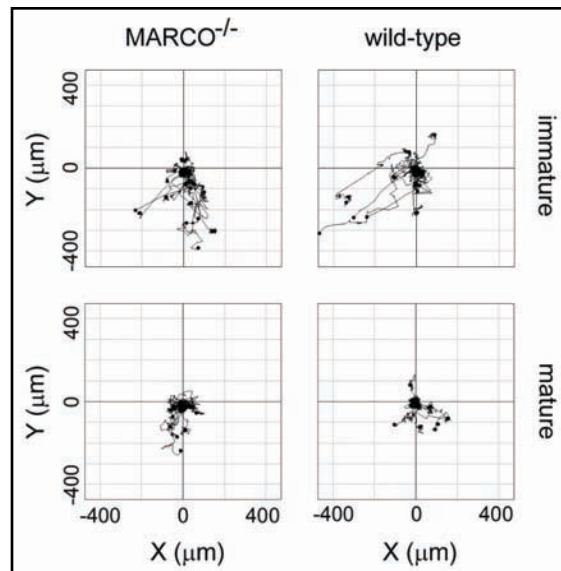 MARCO-/- wild-type
400
0
-400
Y (μm)
immature
400
0
-400
Y (μm)
mature
-400 0 400 -400 0 400
X (μm) X (μm)